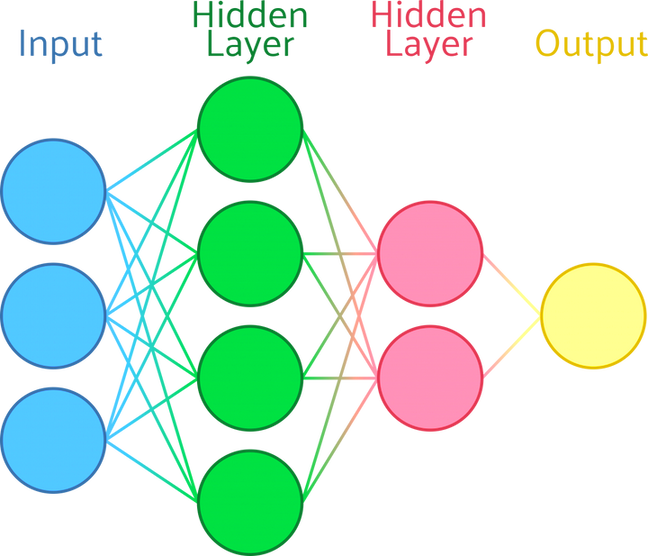 Input
Hidden
Layer
Hidden
Layer
Output